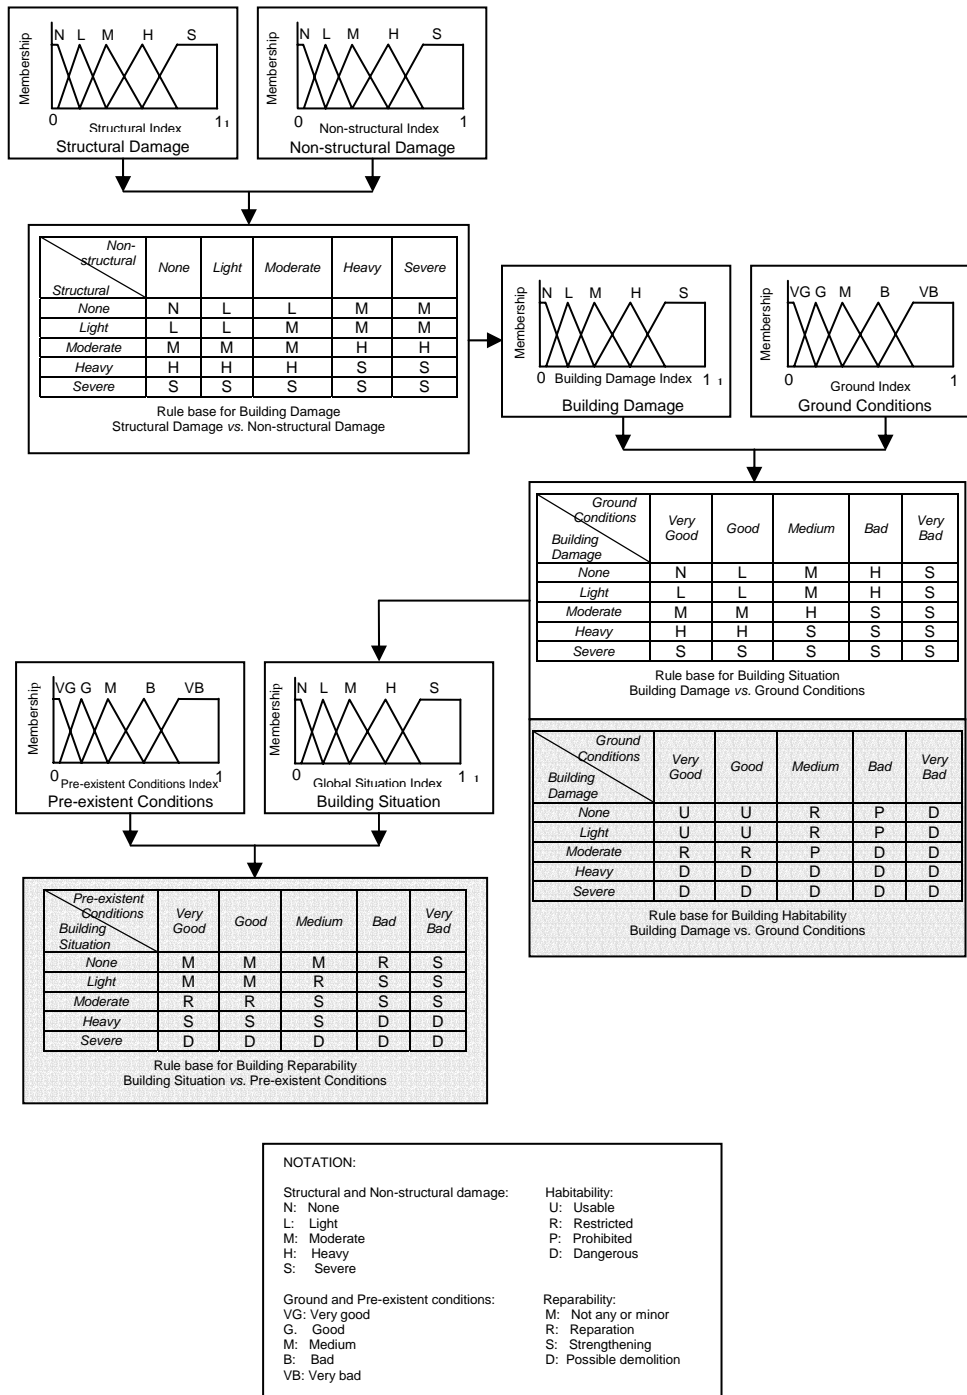 N L M H S
Membership
0 Structural Index 1 1
Structural Damage
N L M H S
Membership
0 Non-structural Index 1
Non-structural Damage
Non-structural
Structural
None Light Moderate Heavy Severe
None N L L M M
Light L L M M M
Moderate M M M H H
Heavy H H H S S
Severe S S S S S
Rule base for Building Damage
Structural Damage vs. Non-structural Damage
N L M H S
Membership
0 Building Damage Index 1 1
Building Damage
VG G M B VB
Membership
0 Ground Index 1
Ground Conditions
Ground
Conditions
Building
Damage
Very Good Good Medium Bad Very Bad
None N L M H S
Light L L M H S
Moderate M M H S S
Heavy H H S S S
Severe S S S S S
Rule base for Building Situation
Building Damage vs. Ground Conditions
Ground
Conditions
Building
Damage
Very Good Good Medium Bad Very Bad
None U U R P D
Light U U R P D
Moderate R R P D D
Heavy D D D D D
Severe D D D D D
Rule base for Building Habitability
Building Damage vs. Ground Conditions
VG G M B VB
Membership
0 Pre-existent Conditions Index 1
Pre-existent Conditions
N L M H S
Membership
0 Global Situation Index 1 1
Building Situation
Pre-existent
Conditions
Building
Situation
Very Good Good Medium Bad Very Bad
None M M M R S
Light M M R S S
Moderate R R S S S
Heavy S S S D D
Severe D D D D D
Rule base for Building Reparability
Building Situation vs. Pre-existent Conditions
NOTATION:
Structural and Non-structural damage:
N: None
L: Light
M: Moderate
H: Heavy
S: Severe
Habitability:
U: Usable
R: Restricted
P: Prohibited
D: Dangerous
Ground and Pre-existent conditions:
VG: Very good
G. Good
M: Medium
B: Bad
VB: Very bad
Reparability:
M: Not any or minor
R: Reparation
S: Strengthening
D: Possible demolition